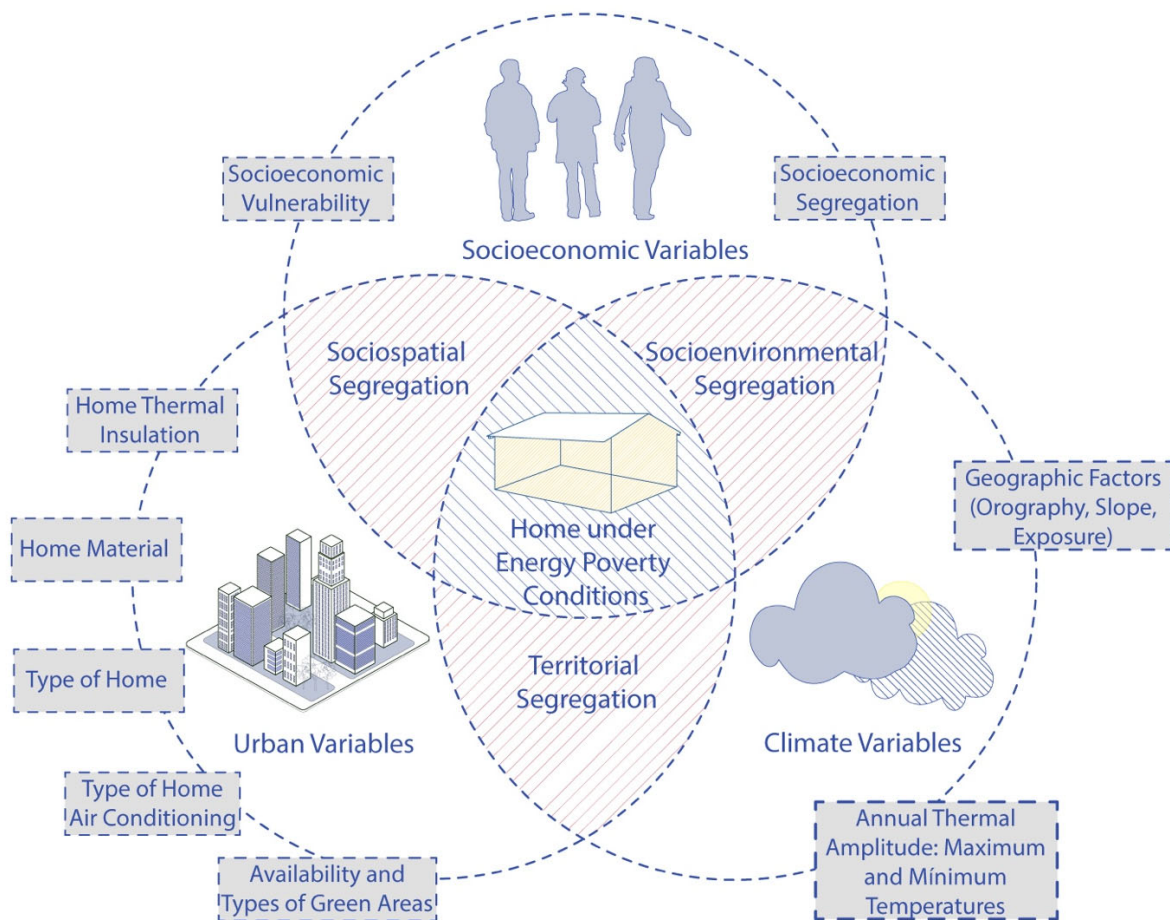 Socioeconomic
Vulnerability
Socioeconomic
Segregation
Socioeconomic Variables
Sociospatial
Segregation
Socioenvironmental
Segregation
Home Thermal
Insulation
Geographic Factors
(Orography, Slope,
Exposure)
Home Material
Home under
Energy Poverty
Conditions
Type of Home
Territorial
Segregation
Urban Variables
Climate Variables
Type of Home
Air Conditioning
Annual Thermal
Amplitude: Maximum
and Mínimum
Temperatures
Availability and
Types of Green Areas